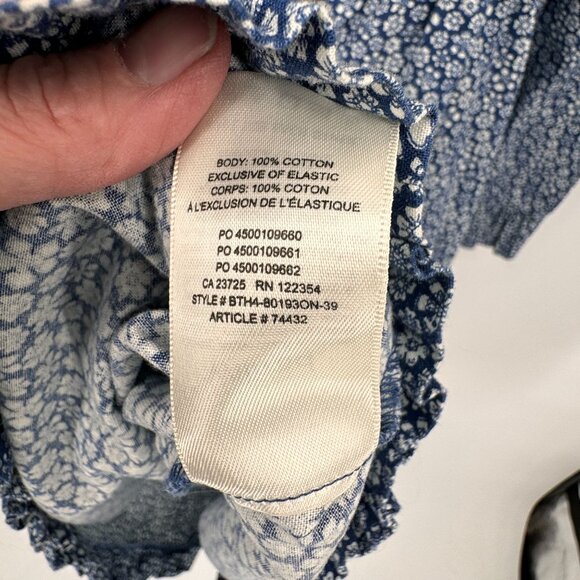 BODY: 100% COTTON
EXCLUSIVE OF ELASTIC
CORPS: 100% COTON
À L'EXCLUSION DE L'ÉLASTIQUE
PO 4500109660
PO 4500109661
PO 4500109662
CA 23725 RN 122354
STYLE # BTH4-80193ON-39
ARTICLE # 74432